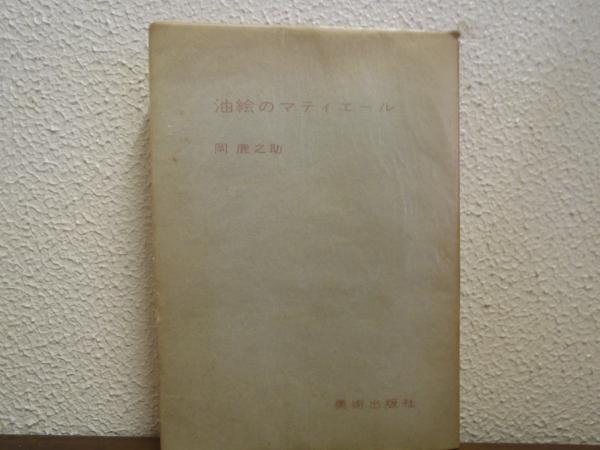 油絵のマティエール
岡 鹿之助
美術出版社